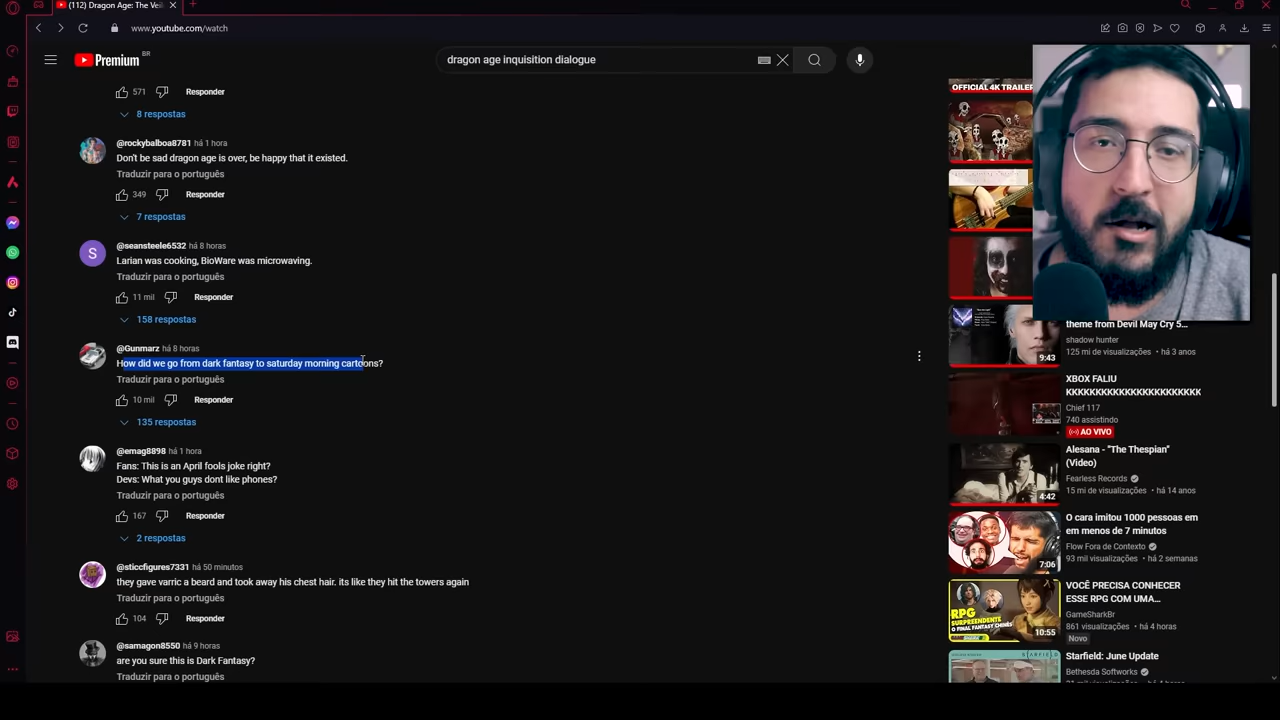 (112) Dragon Age: The Veil
www.youtube.com/watch
Premium BR
dragon age inquisition dialogue
571 Responder
8 respostas
@rockybalboa8781 há 1 hora
Don't be sad dragon age is over, be happy that it existed.
Traduzir para o português
349 Responder
7 respostas
S
@seansteele6532 há 8 horas
Larian was cooking, BioWare was microwaving.
Traduzir para o português
11 mil Responder
158 respostas
@Gunmarz há 8 horas
How did we go from dark fantasy to saturday morning cartoons?
Traduzir para o português
10 mil Responder
135 respostas
@emag8898 há 1 hora
Fans: This is an April fools joke right?
Devs: What you guys dont like phones?
Traduzir para o português
167 Responder
2 respostas
@sticcfigures7331 há 50 minutos
they gave varric a beard and took away his chest hair. its like they hit the towers again
Traduzir para o português
104 Responder
@samagon8550 há 9 horas
are you sure this is Dark Fantasy?
Traduzir para o português
OFFICIAL 4K TRAILER
theme from Devil May Cry 5...
shadow hunter
125 mi de visualizações • há 3 anos
9:43
XBOX FALIU
KKKKKKKKKKKKKKKKKKKKKKK
Chief 117
740 assistindo
AO VIVO
Alesana - "The Thespian"
(Video)
Fearless Records
15 mi de visualizações • há 14 anos
4:42
O cara imitou 1000 pessoas em
em menos de 7 minutos
Flow Fora de Contexto
93 mil visualizações • há 2 semanas
7:06
VOCÊ PRECISA CONHECER
ESSE RPG COM UMA...
GameSharkBr
861 visualizações • há 4 horas
Novo
RPG
SURPREENDENTE
O FINAL FANTASY CHINÊS
10:55
Starfield: June Update
Bethesda Softworks
STARFIELD